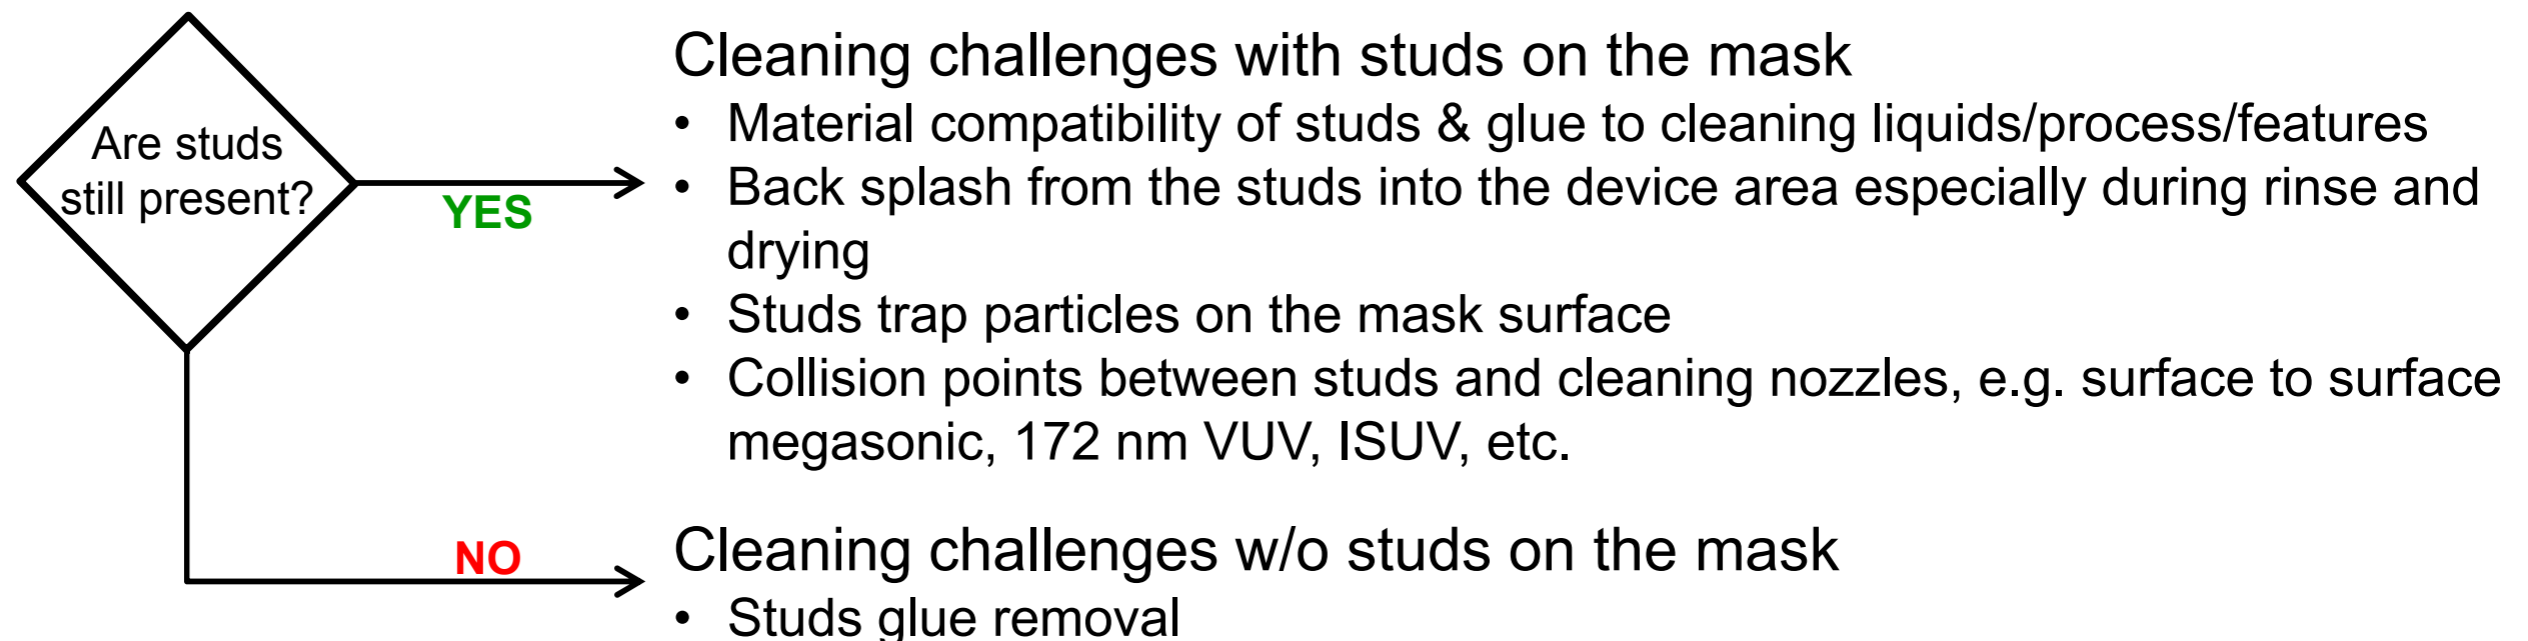 Are studs
still present?
YES
Cleaning challenges with studs on the mask
• Material compatibility of studs & glue to cleaning liquids/process/features
• Back splash from the studs into the device area especially during rinse and
drying
• Studs trap particles on the mask surface
• Collision points between studs and cleaning nozzles, e.g. surface to surface
megasonic, 172 nm VUV, ISUV, etc.
NO
Cleaning challenges w/o studs on the mask
• Studs glue removal